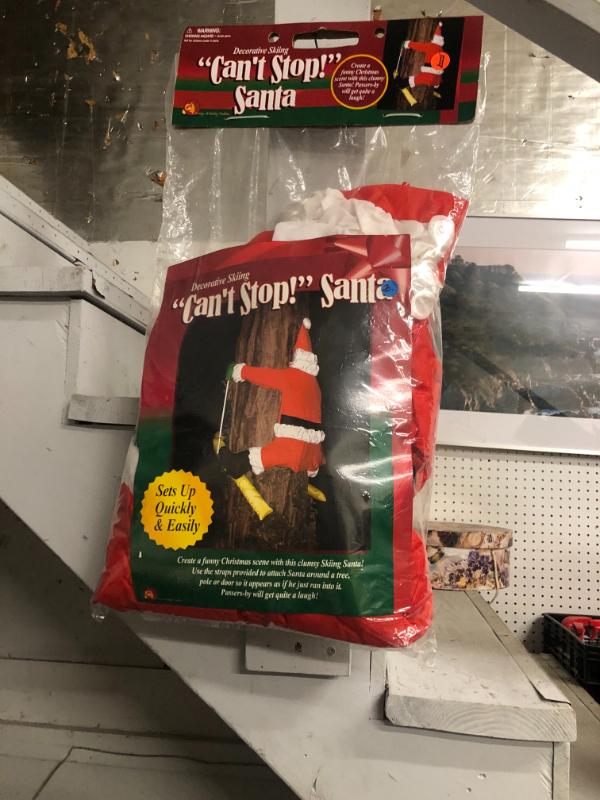 WARNING:
Decorative Skiing
“Can't Stop!”
Santa
Create a
funny Christmas
scene with this clumsy
Santa! Passers-by
will get quite a
laugh!
Decorative Skiing
“Can't Stop!” Santa
Sets Up
Quickly
& Easily
Create a funny Christmas scene with this clumsy Skiing Santa!
Use the straps provided to attach Santa around a tree,
pole or door so it appears as if he just ran into it.
Passers-by will get quite a laugh!